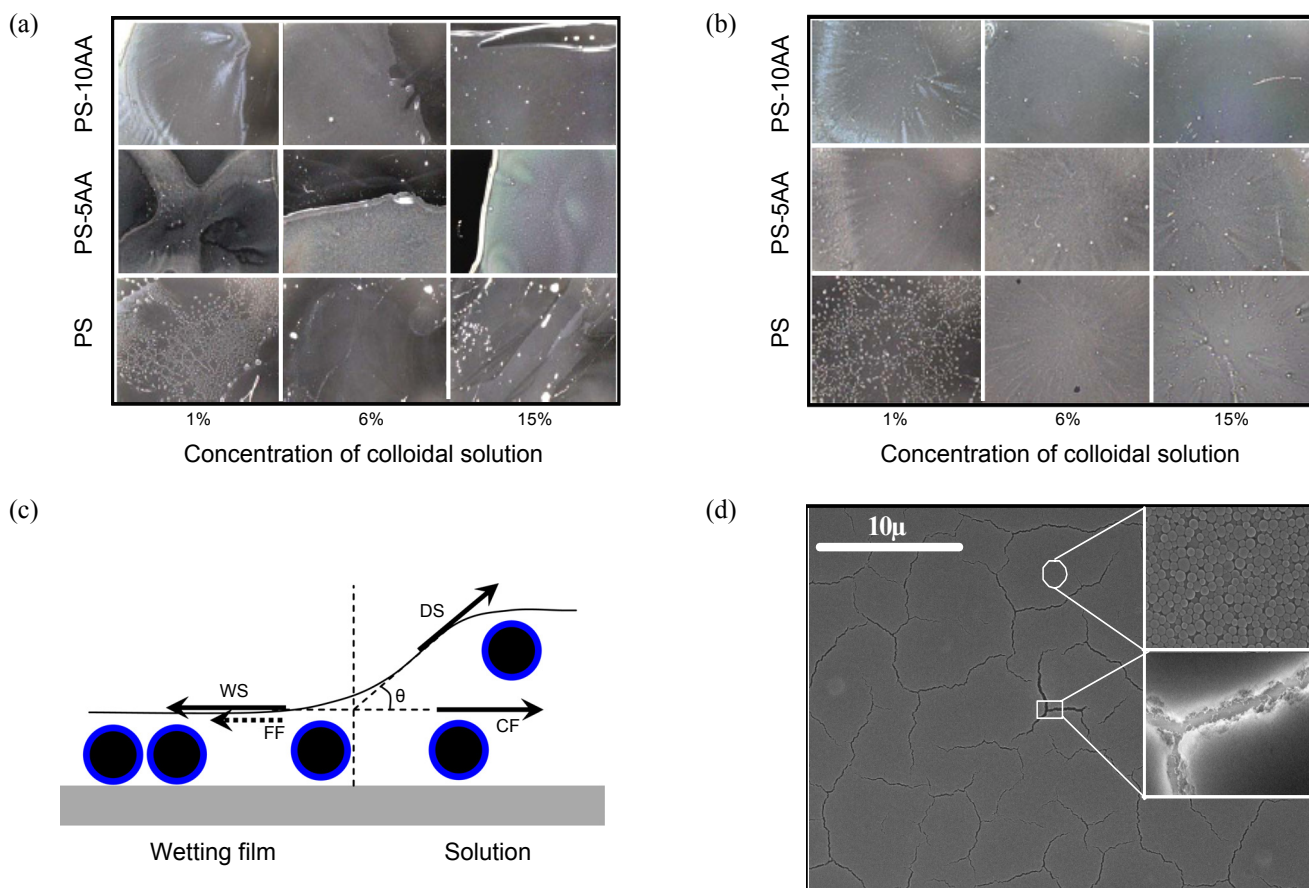 (a)
PS-10AA
PS-5AA
PS
1% 6% 15%
Concentration of colloidal solution
(b)
PS-10AA
PS-5AA
PS
1% 6% 15%
Concentration of colloidal solution
(c)
DS
WS
θ
FF
CF
Wetting film Solution
(d)
10μ